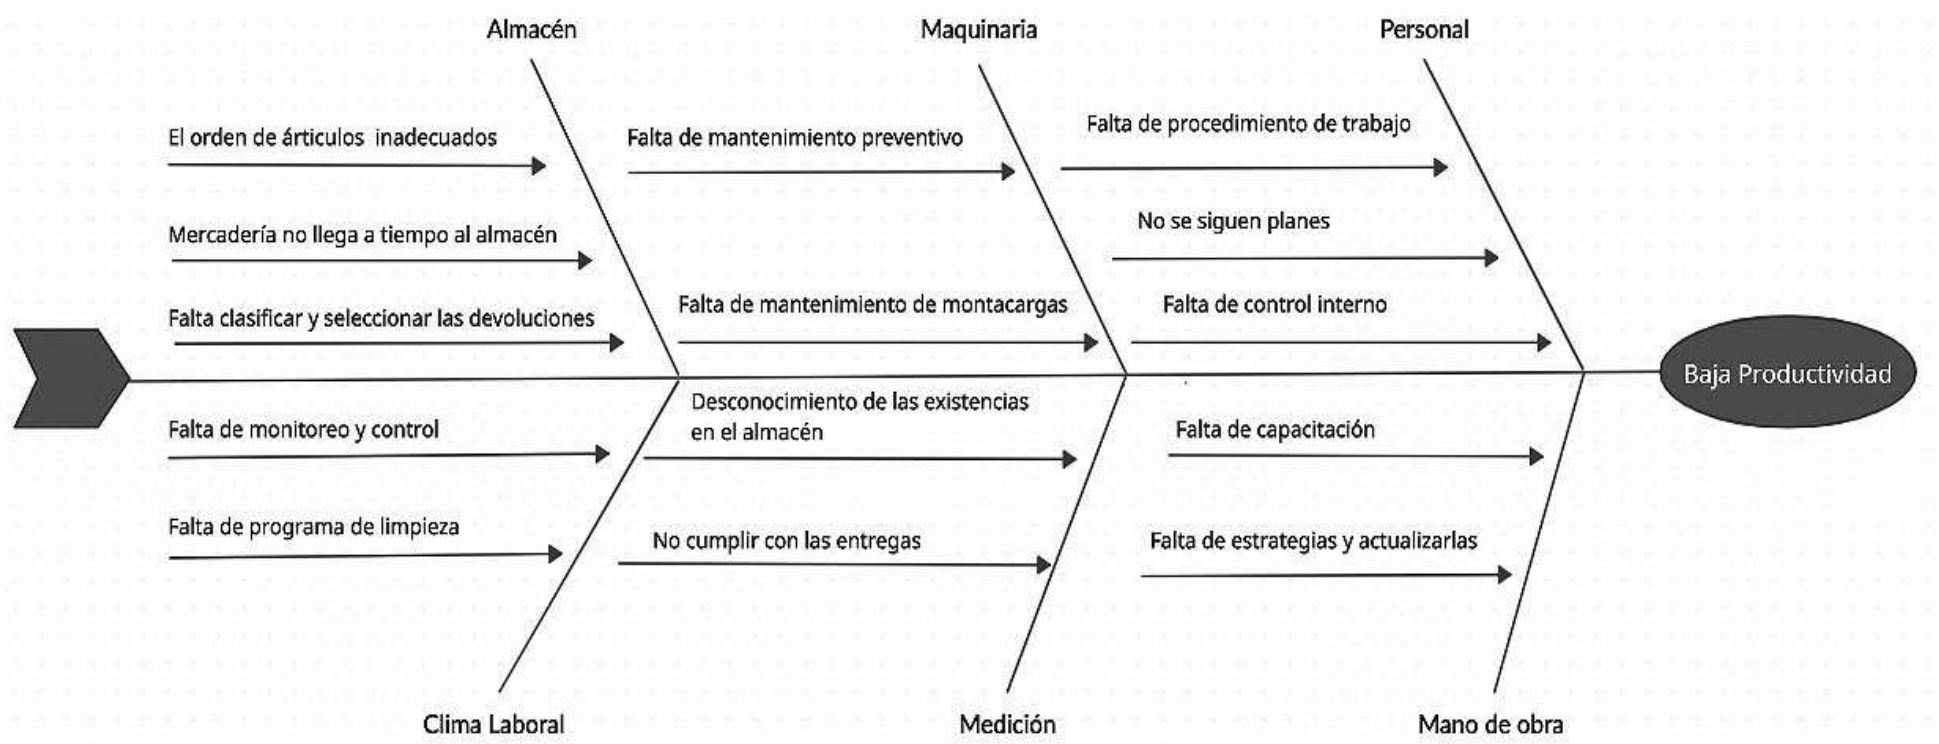 Almacén
Maquinaria
Personal
El orden de árticulos inadecuados
Falta de mantenimiento preventivo
Falta de procedimiento de trabajo
Mercadería no llega a tiempo al almacén
No se siguen planes
Falta clasificar y seleccionar las devoluciones
Falta de mantenimiento de montacargas
Falta de control interno
Baja Productividad
Falta de monitoreo y control
Desconocimiento de las existencias
en el almacén
Falta de capacitación
Falta de programa de limpieza
No cumplir con las entregas
Falta de estrategias y actualizarlas
Clima Laboral
Medición
Mano de obra